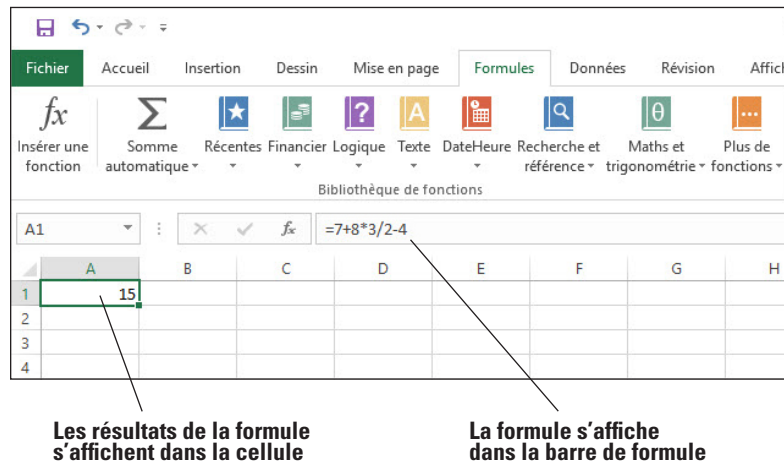 Fichier Accueil Insertion Dessin Mise en page Formules Données Révision Affich
fx Σ ? A θ
Insérer une Somme Récentes Financier Logique Texte DateHeure Recherche et Maths et Plus de
fonction automatique référence trigonométrie fonctions
Bibliothèque de fonctions
A1 fx =7+8*3/2-4
A B C D E F G H
1 15
2
3
4
Les résultats de la formule
s’affichent dans la cellule
La formule s’affiche
dans la barre de formule